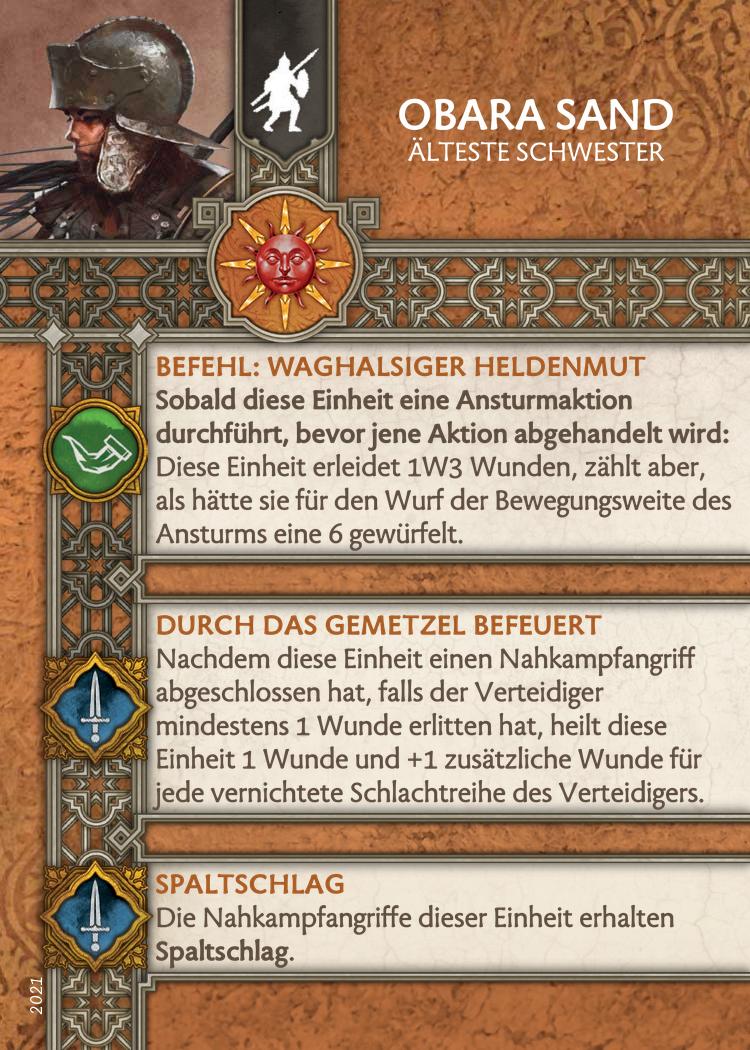 OBARA SAND
ÄLTESTE SCHWESTER
BEFEHL: WAGHALSIGER HELDENMUT
Sobald diese Einheit eine Ansturmaktion
durchführt, bevor jene Aktion abgehandelt wird:
Diese Einheit erleidet 1W3 Wunden, zählt aber,
als hätte sie für den Wurf der Bewegungsweite des
Ansturms eine 6 gewürfelt.
DURCH DAS GEMETZEL BEFEUERT
Nachdem diese Einheit einen Nahkampfangriff
abgeschlossen hat, falls der Verteidiger
mindestens 1 Wunde erlitten hat, heilt diese
Einheit 1 Wunde und +1 zusätzliche Wunde für
jede vernichtete Schlachtreihe des Verteidigers.
SPALTSCHLAG
Die Nahkampfangriffe dieser Einheit erhalten
Spaltschlag.
2021